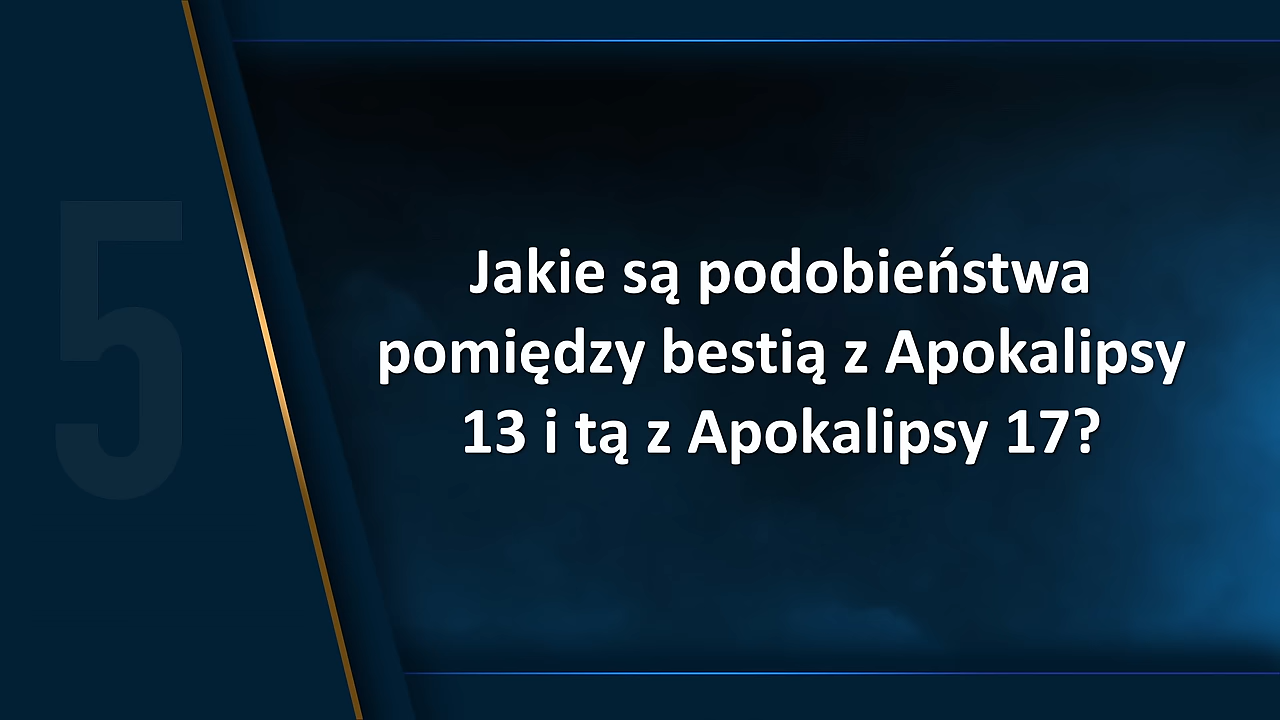 5
Jakie są podobieństwa
pomiędzy bestią z Apokalipsy
13 i tą z Apokalipsy 17?